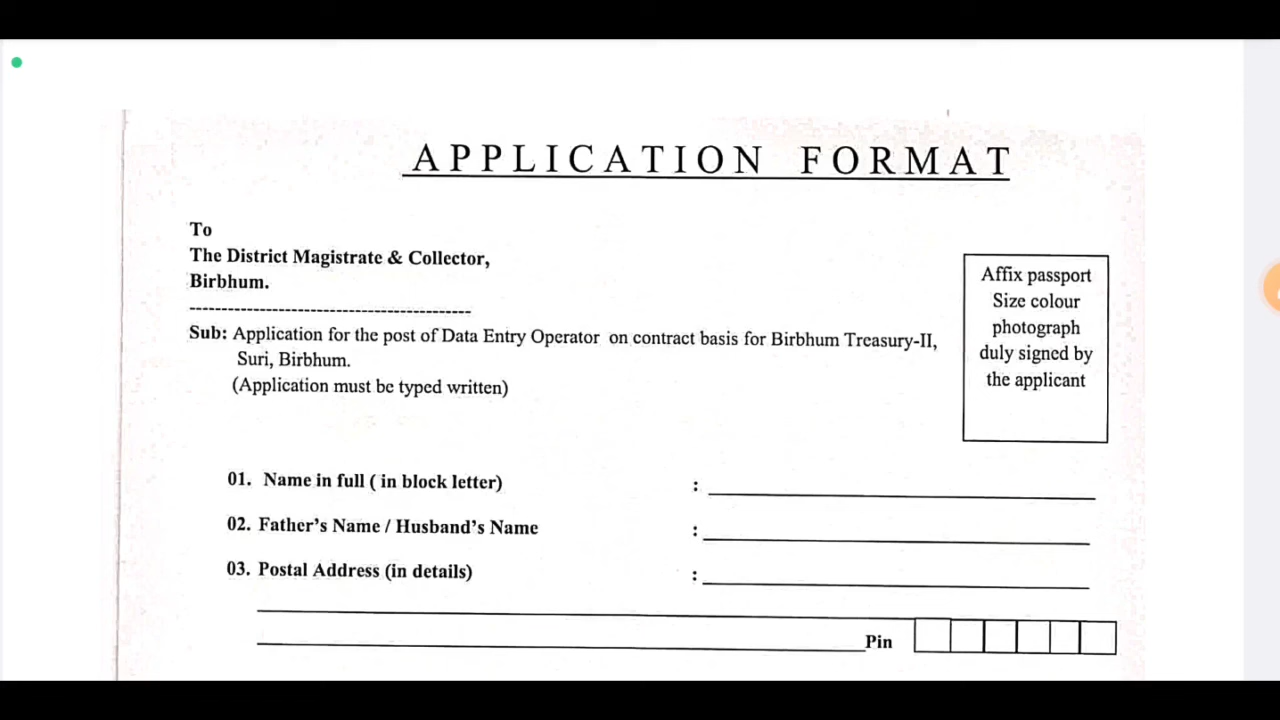 APPLICATION FORMAT
To
The District Magistrate & Collector,
Birbhum.
--------------------------------------------
Sub: Application for the post of Data Entry Operator on contract basis for Birbhum Treasury-II,
Suri, Birbhum.
(Application must be typed written)
Affix passport
Size colour
photograph
duly signed by
the applicant
01. Name in full ( in block letter) :
02. Father's Name / Husband's Name :
03. Postal Address (in details) :
Pin